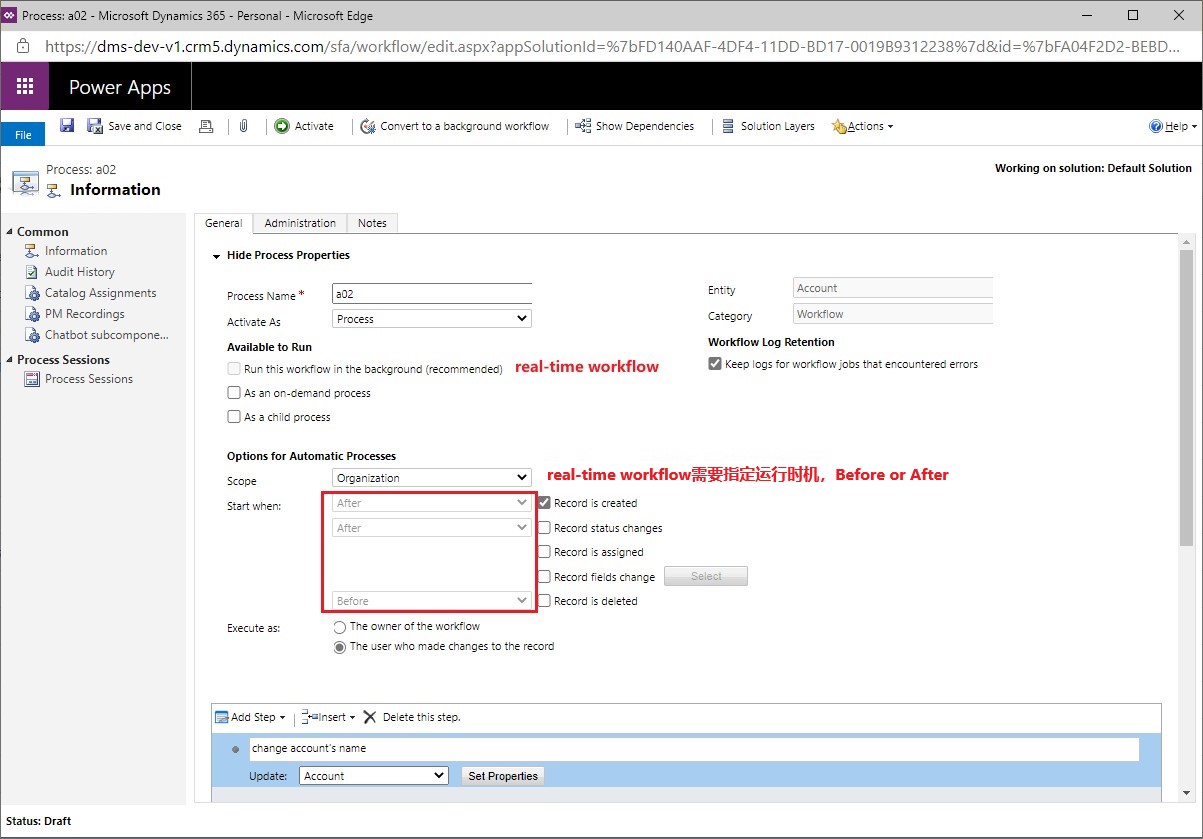 Process: a02 - Microsoft Dynamics 365 - Personal - Microsoft Edge
https://dms-dev-v1.crm5.dynamics.com/sfa/workflow/edit.aspx?appSolutionId=%7bFD140AAF-4DF4-11DD-BD17-0019B9312238%7d&id=%7bFA04F2D2-BEBD...
Power Apps
File
Save and Close
Activate
Convert to a background workflow
Show Dependencies
Solution Layers
Actions
Help
Process: a02
Information
Working on solution: Default Solution
Common
Information
Audit History
Catalog Assignments
PM Recordings
Chatbot subcompone...
Process Sessions
Process Sessions
General
Administration
Notes
Hide Process Properties
Process Name *
a02
Activate As
Process
Entity
Account
Category
Workflow
Available to Run
Run this workflow in the background (recommended)
real-time workflow
As an on-demand process
As a child process
Workflow Log Retention
Keep logs for workflow jobs that encountered errors
Options for Automatic Processes
Scope
Organization
real-time workflow需要指定运行时机，Before or After
Start when:
After
Record is created
After
Record status changes
Record is assigned
Record fields change
Select
Before
Record is deleted
Execute as:
The owner of the workflow
The user who made changes to the record
Add Step
Insert
Delete this step.
change account's name
Update:
Account
Set Properties
Status: Draft